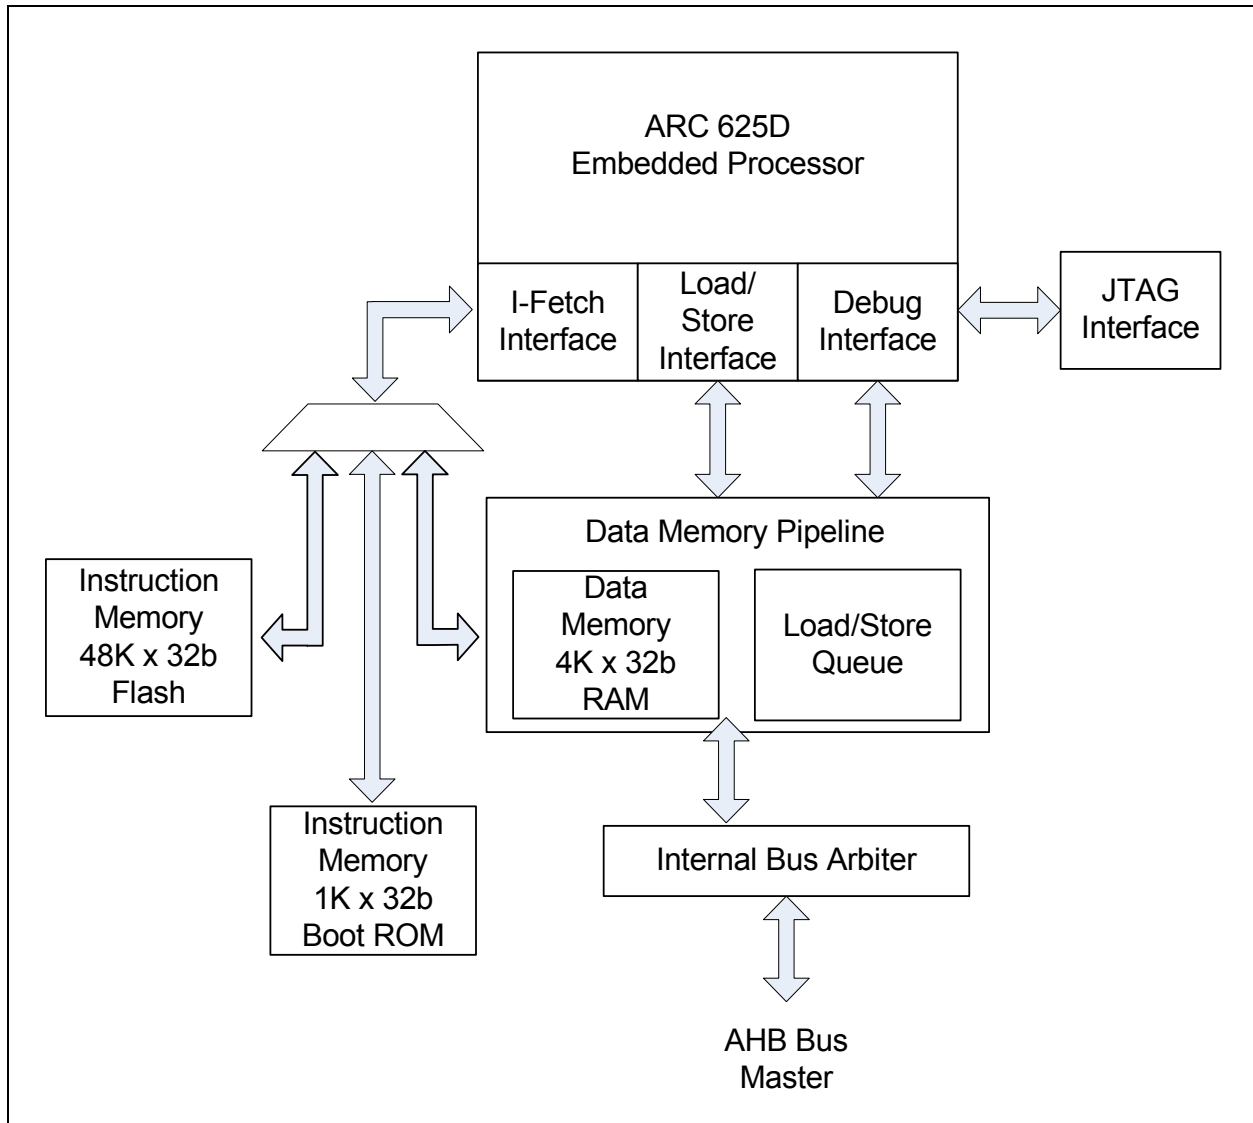 ARC 625D
Embedded Processor
I-Fetch
Interface
Load/
Store
Interface
Debug
Interface
JTAG
Interface
Data Memory Pipeline
Instruction
Memory
48K x 32b
Flash
Data
Memory
4K x 32b
RAM
Load/Store
Queue
Instruction
Memory
1K x 32b
Boot ROM
Internal Bus Arbiter
AHB Bus
Master